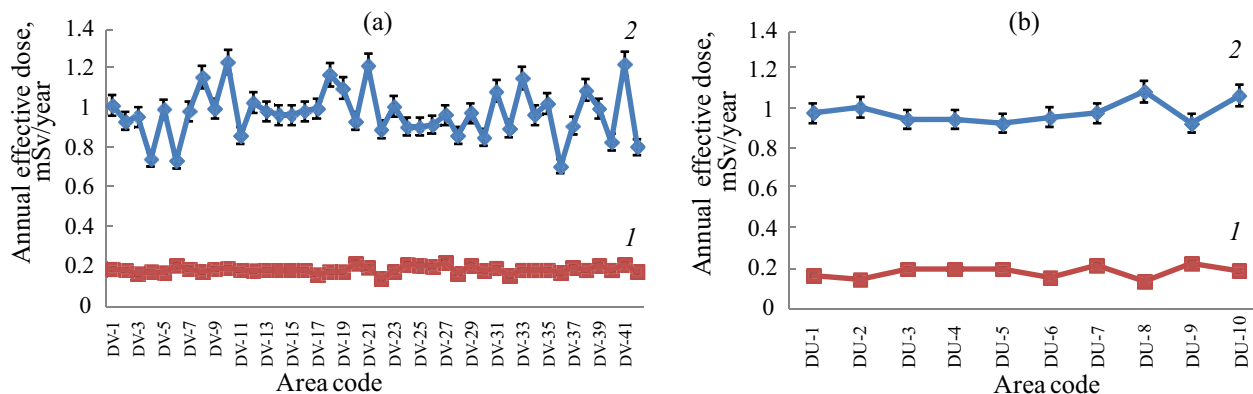 (a)
Annual effective dose,
mSv/year
1.4
1.2
1
0.8
0.6
0.4
0.2
0
2
1
DV-1
DV-3
DV-5
DV-7
DV-9
DV-11
DV-13
DV-15
DV-17
DV-19
DV-21
DV-23
DV-25
DV-27
DV-29
DV-31
DV-33
DV-35
DV-37
DV-39
DV-41
Area code
(b)
Annual effective dose,
mSv/year
1.4
1.2
1
0.8
0.6
0.4
0.2
0
2
1
DU-1
DU-2
DU-3
DU-4
DU-5
DU-6
DU-7
DU-8
DU-9
DU-10
Area code